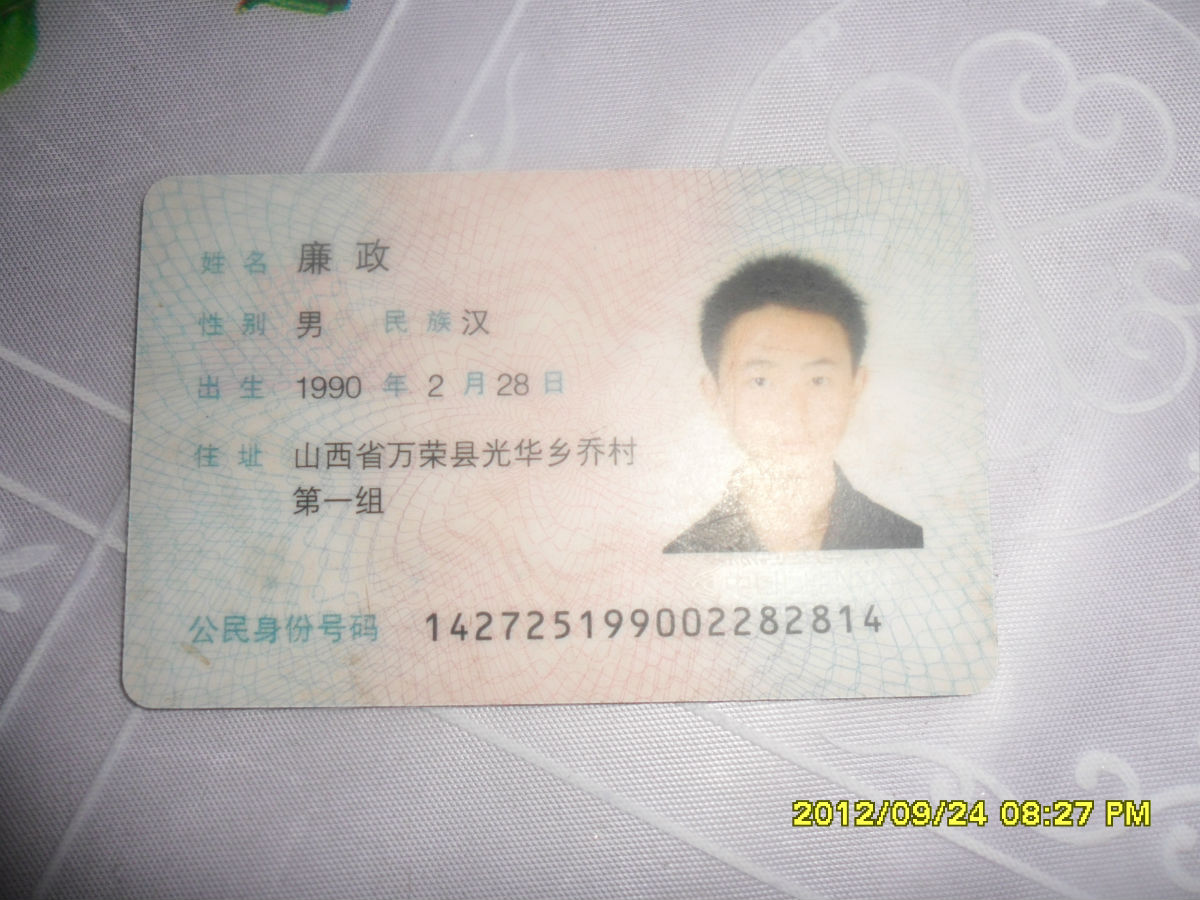 姓名 廉政
性别 男 民族 汉
出生 1990 年 2 月 28 日
住址 山西省万荣县光华乡乔村
第一组
公民身份号码 142725199002282814
2012/09/24 08:27 PM